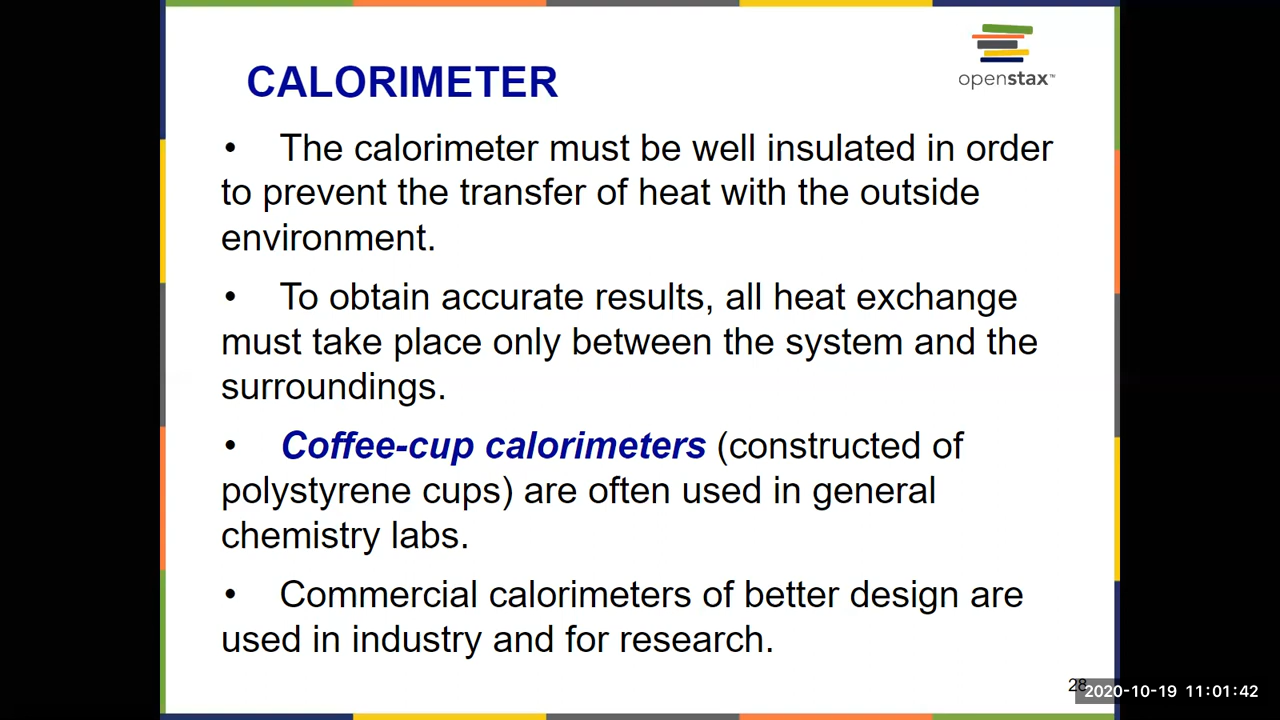 openstax™
CALORIMETER
• The calorimeter must be well insulated in order
to prevent the transfer of heat with the outside
environment.
• To obtain accurate results, all heat exchange
must take place only between the system and the
surroundings.
• Coffee-cup calorimeters (constructed of
polystyrene cups) are often used in general
chemistry labs.
• Commercial calorimeters of better design are
used in industry and for research.
28
2020-10-19 11:01:42